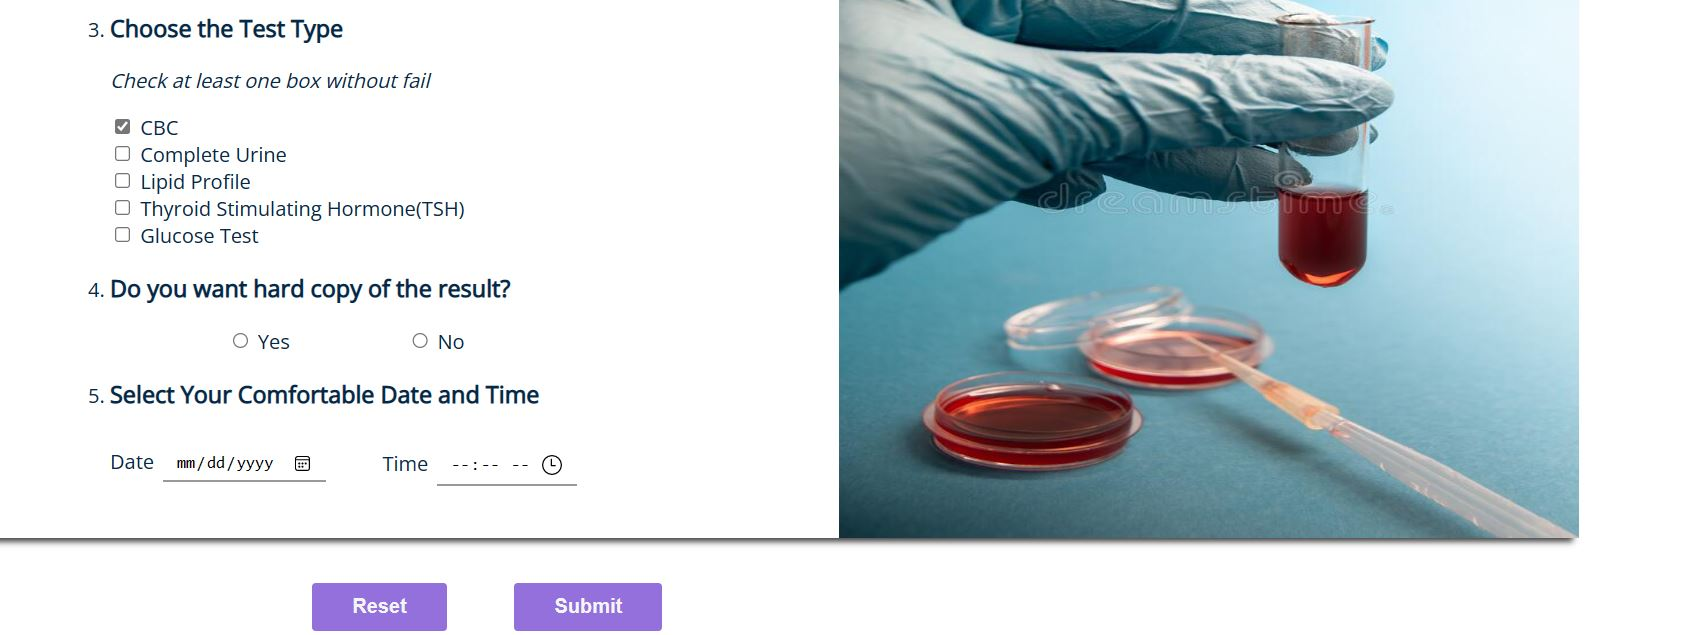 3. Choose the Test Type
Check at least one box without fail
CBC
Complete Urine
Lipid Profile
Thyroid Stimulating Hormone(TSH)
Glucose Test
4. Do you want hard copy of the result?
Yes No
5. Select Your Comfortable Date and Time
Date mm/dd/yyyy Time --:-- --
dreamstime.
Reset Submit